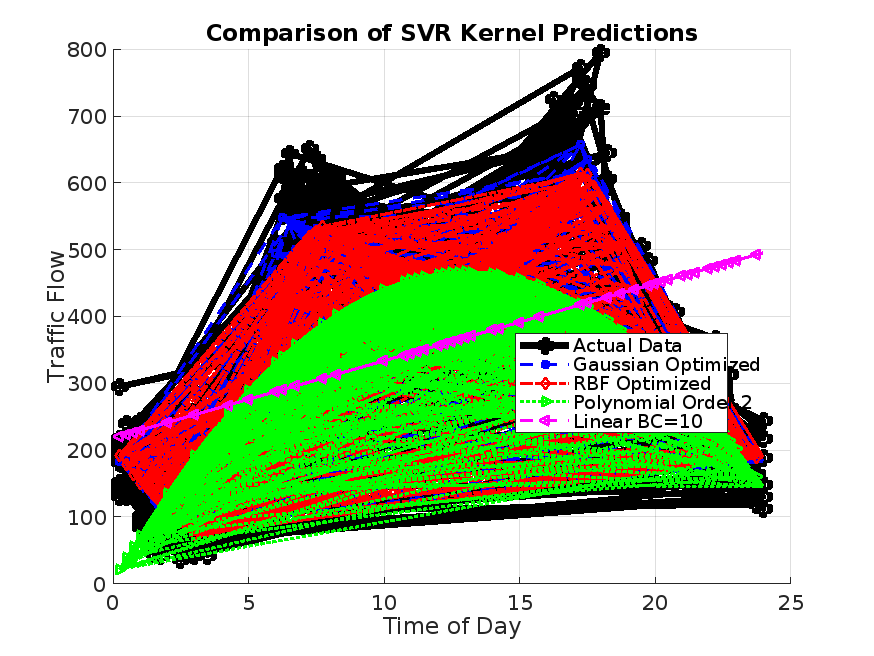 Comparison of SVR Kernel Predictions
800
700
600
500
400
300
200
100
0
Traffic Flow
0 5 10 15 20 25
Time of Day
Actual Data
Gaussian Optimized
RBF Optimized
Polynomial Order 2
Linear BC=10